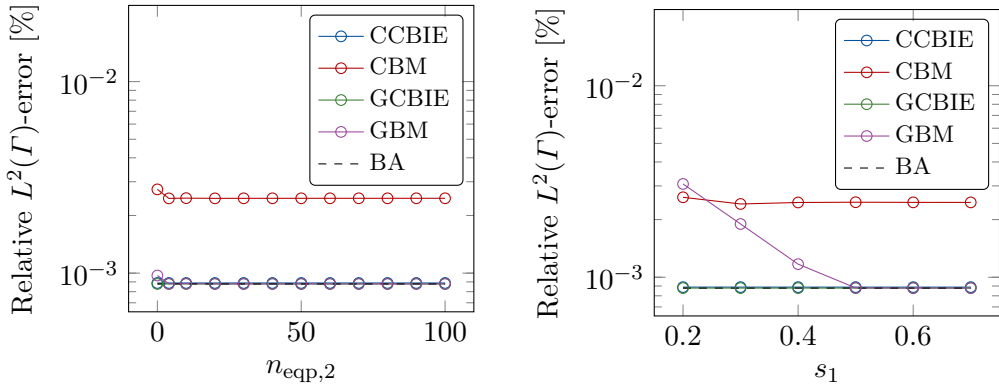 Relative L²(Γ)-error [%]
10⁻²
10⁻³
0
50
100
n_eqp,2
CCBIE
CBM
GCBIE
GBM
BA
Relative L²(Γ)-error [%]
10⁻²
10⁻³
0.2
0.4
0.6
s₁
CCBIE
CBM
GCBIE
GBM
BA